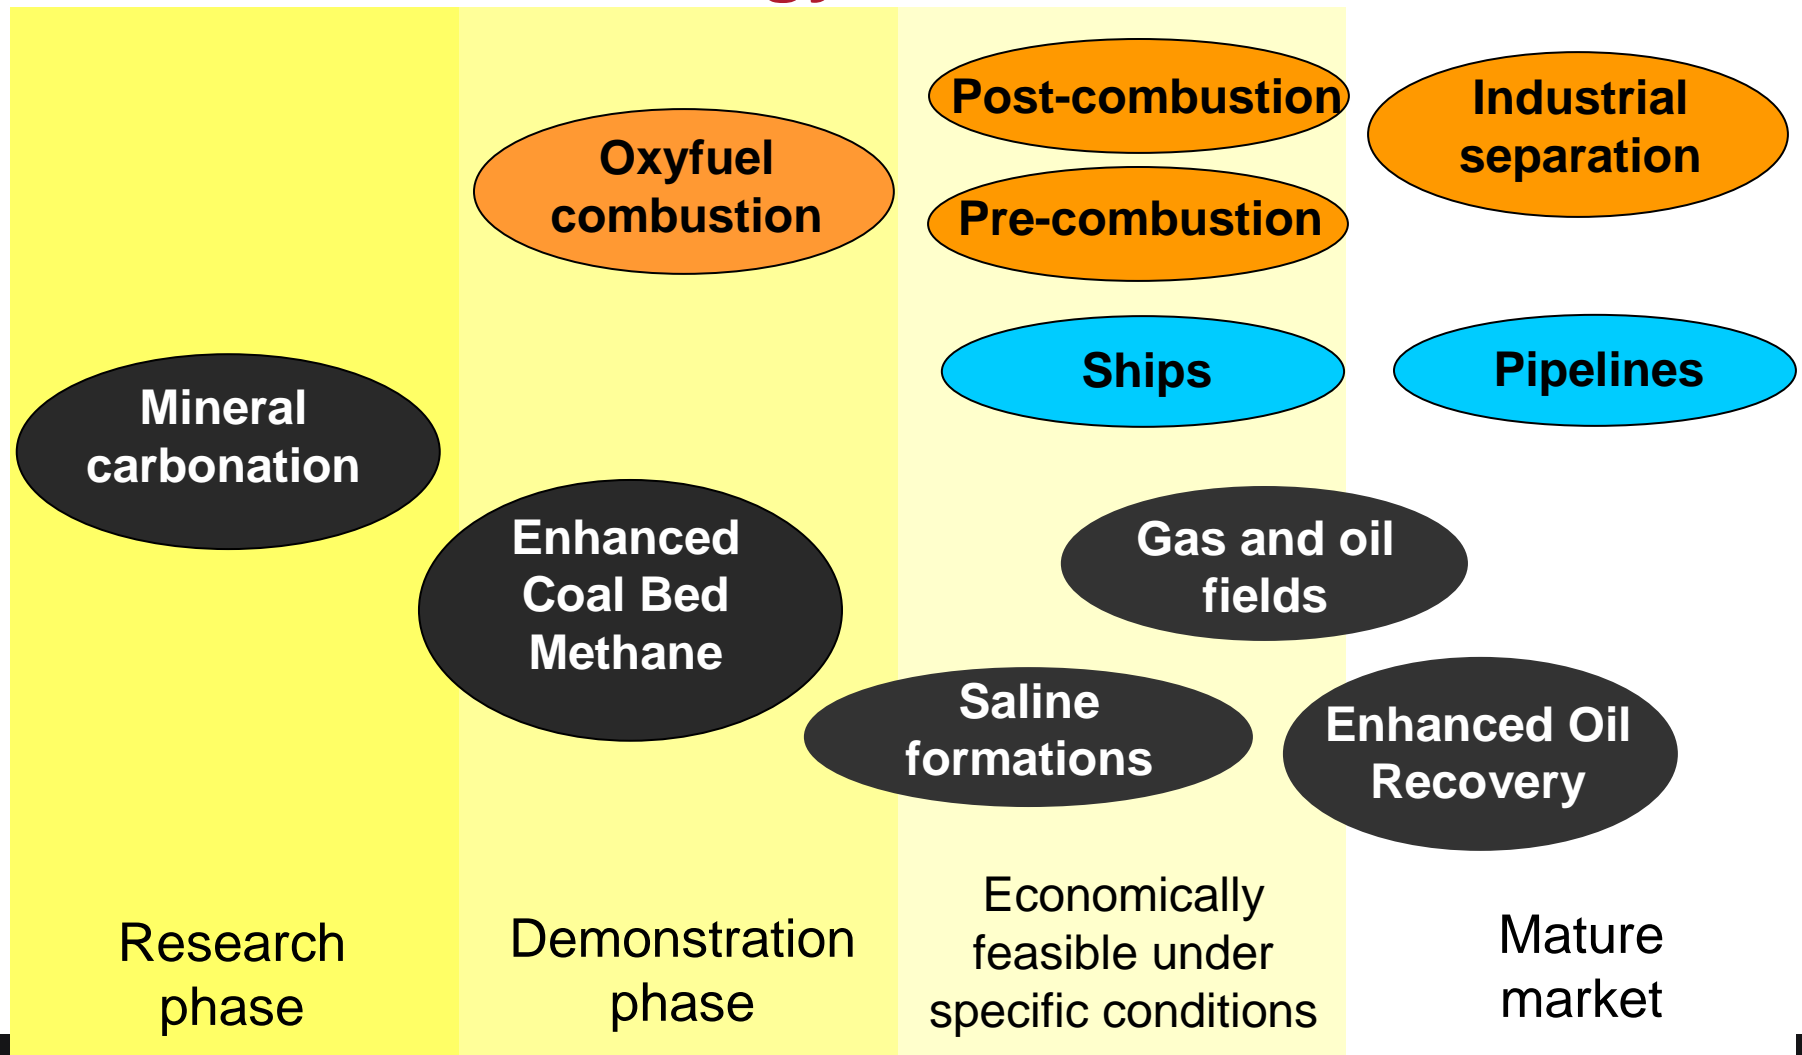 Post-combustion
Industrial
separation
Oxyfuel
combustion
Pre-combustion
Ships
Pipelines
Mineral
carbonation
Enhanced
Coal Bed
Methane
Gas and oil
fields
Saline
formations
Enhanced Oil
Recovery
Research
phase
Demonstration
phase
Economically
feasible under
specific conditions
Mature
market